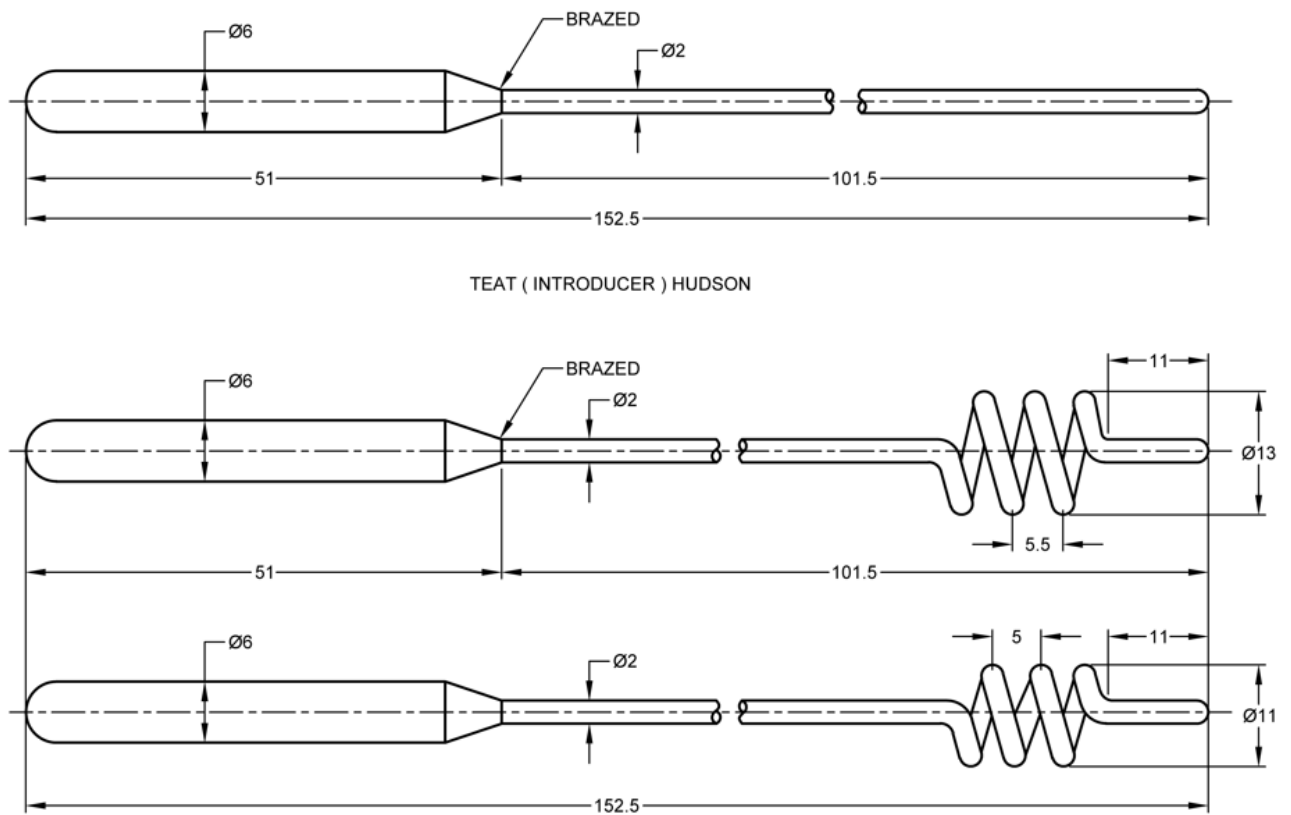 Ø6
BRAZED
Ø2
51
101.5
152.5
TEAT ( INTRODUCER ) HUDSON
Ø6
BRAZED
Ø2
11
Ø13
5.5
51
101.5
Ø6
Ø2
5
11
Ø11
152.5